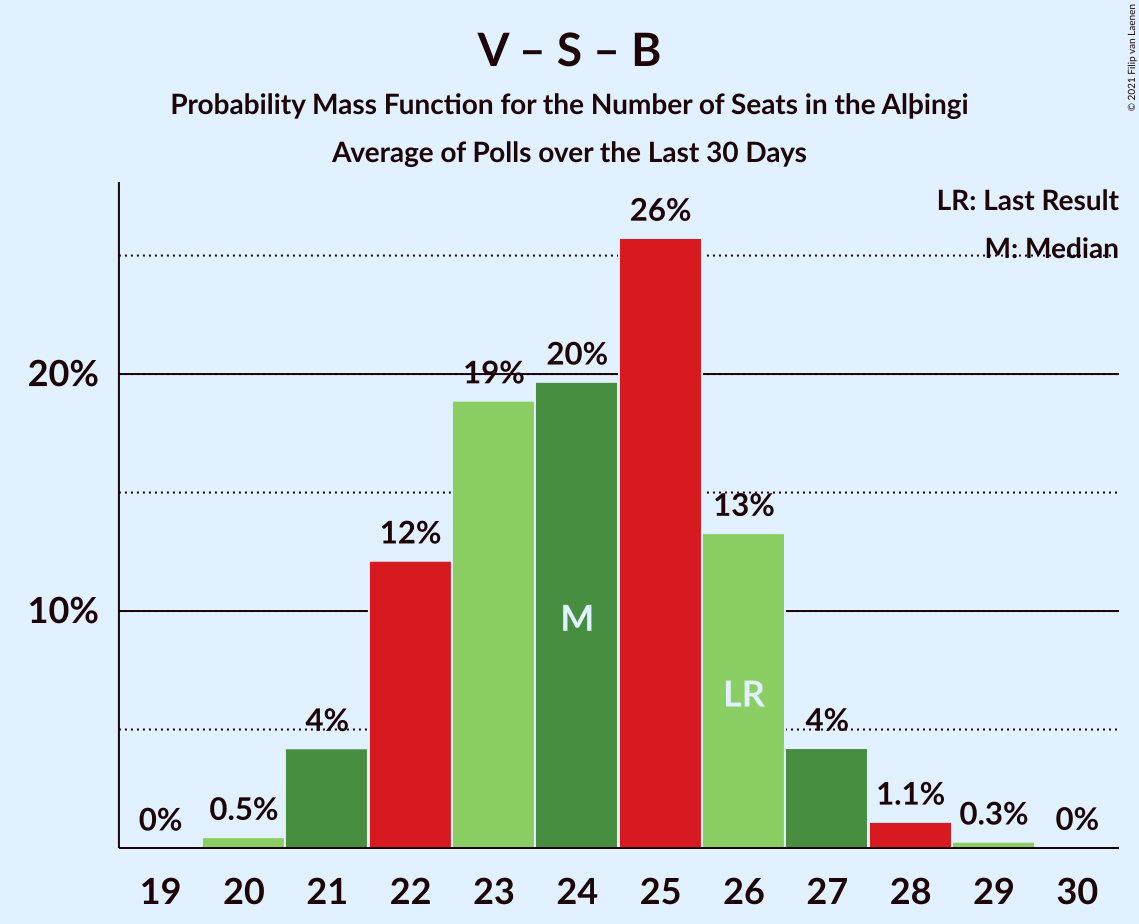 V – S – B
Probability Mass Function for the Number of Seats in the Alþingi
Average of Polls over the Last 30 Days
© 2021 Filip van Laenen
LR: Last Result
M: Median
26%
20%
19%
20%
13%
12%
10%
M
LR
4%
4%
0%
0.5%
1.1%
0.3%
0%
19 20 21 22 23 24 25 26 27 28 29 30